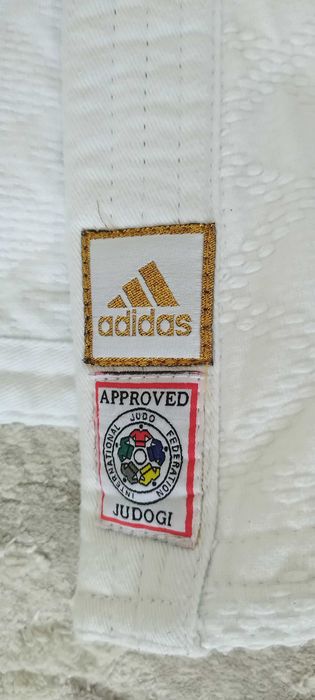 adidas
APPROVED
INTERNATIONAL JUDO FEDERATION
JUDOGI